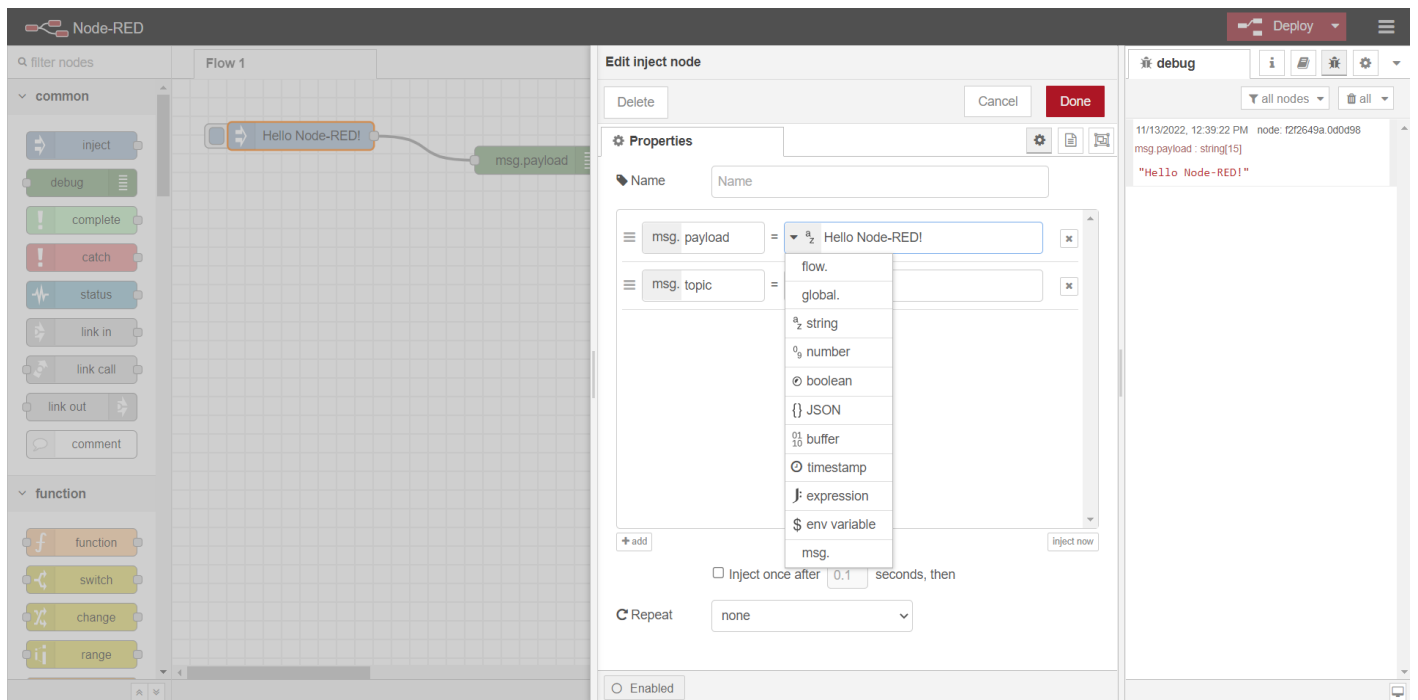 Node-RED
Deploy
filter nodes
Flow 1
Edit inject node
debug
i
common
Delete
Cancel
Done
all nodes
all
inject
Hello Node-RED!
Properties
11/13/2022, 12:39:22 PM node: f2f2649a.0d0d98
msg.payload : string[15]
"Hello Node-RED!"
debug
msg.payload
Name
Name
complete
msg. payload = az Hello Node-RED!
catch
flow.
msg. topic =
global.
status
az string
link in
09 number
link call
boolean
{} JSON
link out
0110 buffer
comment
timestamp
function
J: expression
$ env variable
function
+ add
inject now
msg.
switch
Inject once after 0.1 seconds, then
change
Repeat
none
range
Enabled